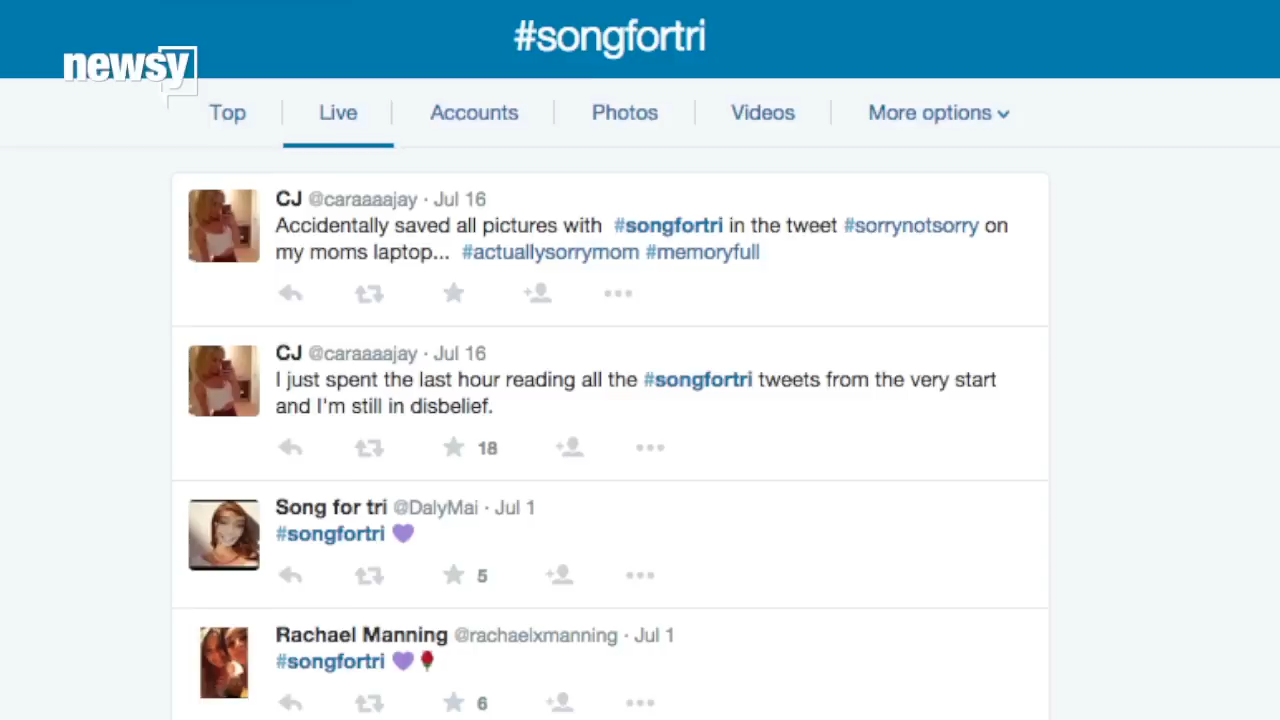 #songfortri
newsy
Top Live Accounts Photos Videos More options
CJ @caraaaajay · Jul 16
Accidentally saved all pictures with #songfortri in the tweet #sorrynotsorry on
my moms laptop... #actuallysorrymom #memoryfull
CJ @caraaaajay · Jul 16
I just spent the last hour reading all the #songfortri tweets from the very start
and I'm still in disbelief.
18
Song for tri @DalyMai · Jul 1
#songfortri 💜
5
Rachael Manning @rachaelxmanning · Jul 1
#songfortri 💜🌹
6